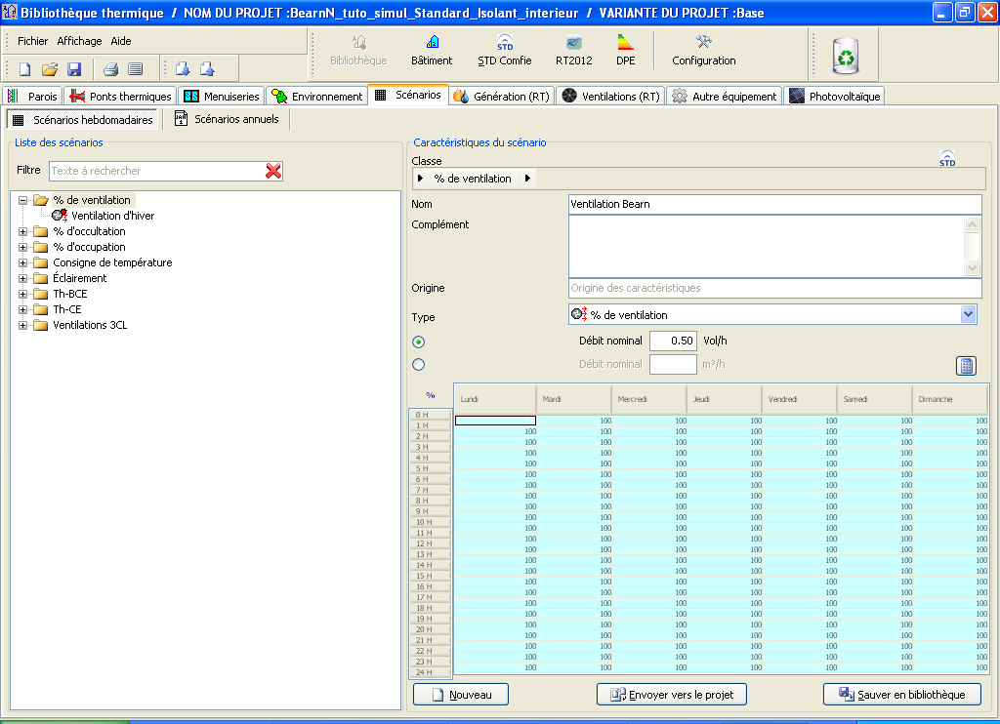 Bibliothèque thermique / NOM DU PROJET :BearnN_tuto_simul_Standard_Isolant_interieur / VARIANTE DU PROJET :Base
Fichier Affichage Aide
Bibliothèque Bâtiment STD Comfie RT2012 DPE Configuration
Parois Ponts thermiques Menuiseries Environnement Scénarios Génération (RT) Ventilations (RT) Autre équipement Photovoltaïque
Scénarios hebdomadaires Scénarios annuels
Liste des scénarios
Filtre Texte à rechercher
% de ventilation
Ventilation d'hiver
% d'occultation
% d'occupation
Consigne de température
Éclairement
Th-BCE
Th-CE
Ventilations 3CL
Caractéristiques du scénario
STD
Classe
% de ventilation
Nom Ventilation Bearn
Complément
Origine Origine des caractéristiques
Type % de ventilation
Débit nominal 0.50 Vol/h
Débit nominal m³/h
% Lundi Mardi Mercredi Jeudi Vendredi Samedi Dimanche
0 H 100 100 100 100 100 100
1 H 100 100 100 100 100 100 100
2 H 100 100 100 100 100 100 100
3 H 100 100 100 100 100 100 100
4 H 100 100 100 100 100 100 100
5 H 100 100 100 100 100 100 100
6 H 100 100 100 100 100 100 100
7 H 100 100 100 100 100 100 100
8 H 100 100 100 100 100 100 100
9 H 100 100 100 100 100 100 100
10 H 100 100 100 100 100 100 100
11 H 100 100 100 100 100 100 100
12 H 100 100 100 100 100 100 100
13 H 100 100 100 100 100 100 100
14 H 100 100 100 100 100 100 100
15 H 100 100 100 100 100 100 100
16 H 100 100 100 100 100 100 100
17 H 100 100 100 100 100 100 100
18 H 100 100 100 100 100 100 100
19 H 100 100 100 100 100 100 100
20 H 100 100 100 100 100 100 100
21 H 100 100 100 100 100 100 100
22 H 100 100 100 100 100 100 100
23 H 100 100 100 100 100 100 100
24 H
Nouveau Envoyer vers le projet Sauver en bibliothèque